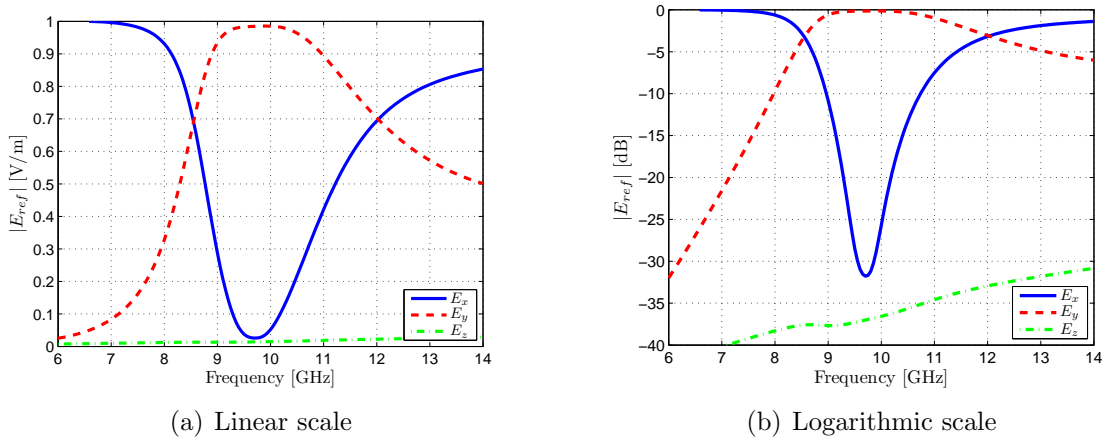 1
0.9
0.8
0.7
0.6
0.5
0.4
0.3
0.2
0.1
0
|E_ref| [V/m]
6 7 8 9 10 11 12 13 14
Frequency [GHz]
E_x
E_y
E_z
(a) Linear scale
0
−5
−10
−15
−20
−25
−30
−35
−40
|E_ref| [dB]
6 7 8 9 10 11 12 13 14
Frequency [GHz]
E_x
E_y
E_z
(b) Logarithmic scale